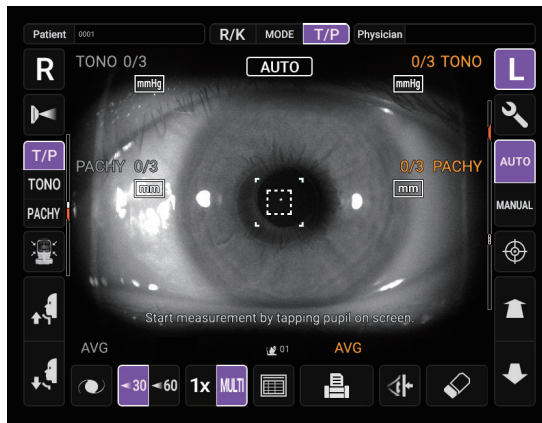 Patient 0001 R/K MODE T/P Physician
R TONO 0/3 AUTO 0/3 TONO L
mmHg mmHg
T/P PACHY 0/3 0/3 PACHY AUTO
TONO mm mm
PACHY MANUAL
Start measurement by tapping pupil on screen.
AVG 01 AVG
30 60 1x MULTI